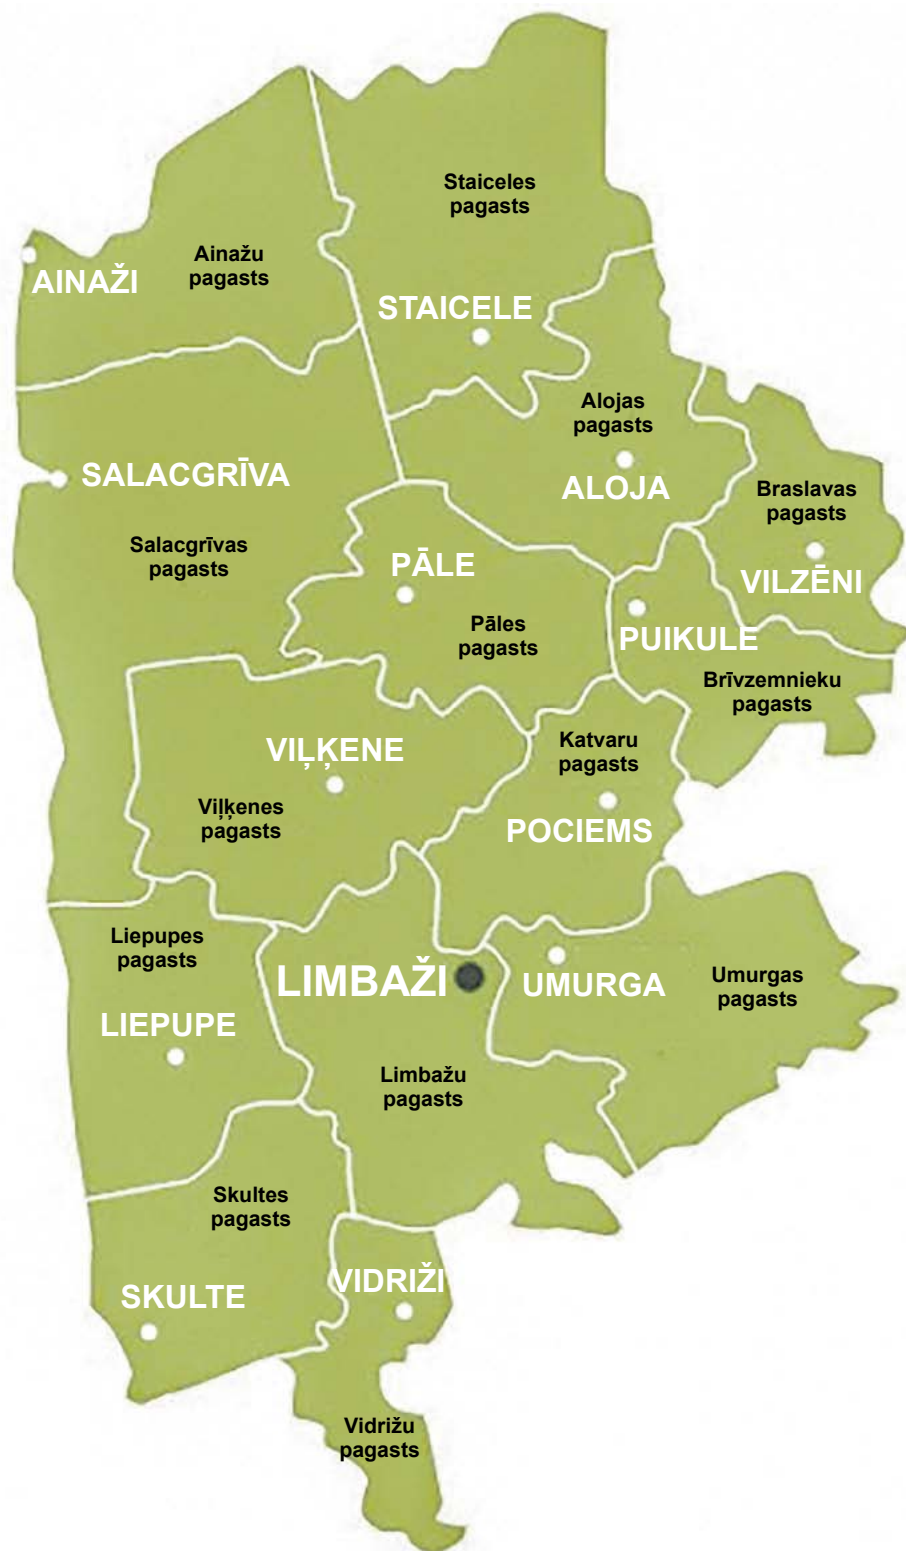 Staiceles
pagasts
Ainažu
pagasts
AINAŽI
STAICELE
Alojas
pagasts
SALACGRĪVA
ALOJA
Braslavas
pagasts
Salacgrīvas
pagasts
PĀLE
VILZĒNI
Pāles
pagasts
PUIKULE
Brīvzemnieku
pagasts
VIĻĶENE
Katvaru
pagasts
Viļķenes
pagasts
POCIEMS
Liepupes
pagasts
LIMBAŽI
UMURGA
Umurgas
pagasts
LIEPUPE
Limbažu
pagasts
Skultes
pagasts
VIDRIŽI
SKULTE
Vidrižu
pagasts